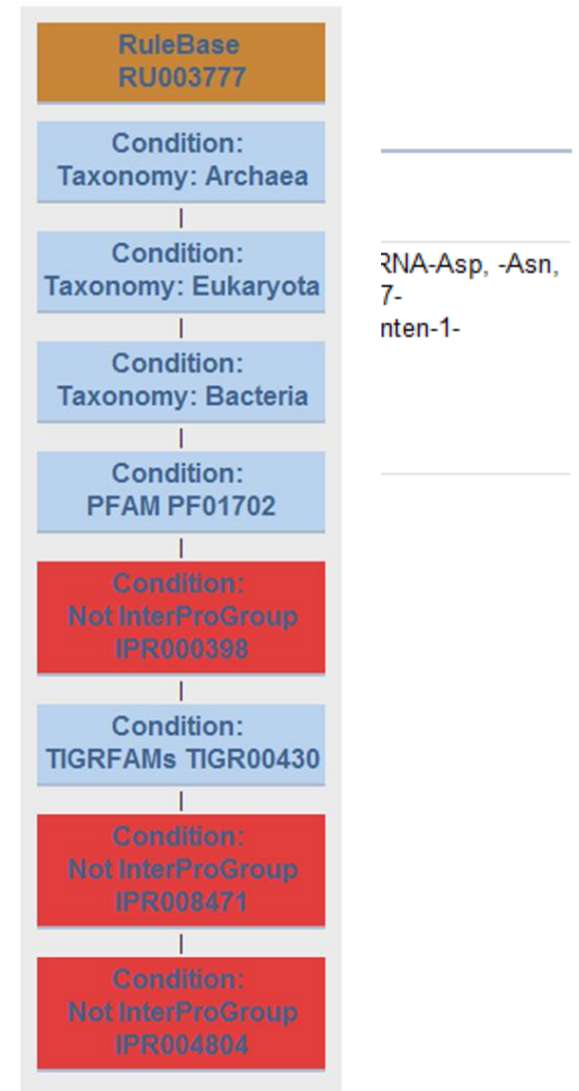 RuleBase
RU003777
Condition:
Taxonomy: Archaea
|
Condition:
Taxonomy: Eukaryota
|
Condition:
Taxonomy: Bacteria
|
Condition:
PFAM PF01702
|
Condition:
Not InterProGroup
IPR000398
|
Condition:
TIGRFAMs TIGR00430
|
Condition:
Not InterProGroup
IPR008471
|
Condition:
Not InterProGroup
IPR004804
RNA-Asp, -Asn,
7-
nten-1-